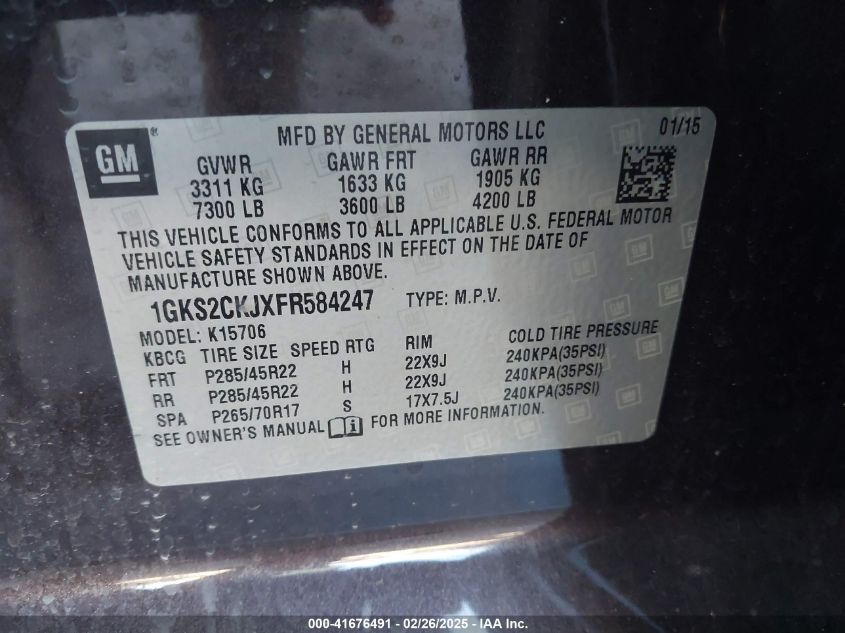 GM
MFD BY GENERAL MOTORS LLC 01/15
GVWR GAWR FRT GAWR RR
3311 KG 1633 KG 1905 KG
7300 LB 3600 LB 4200 LB
THIS VEHICLE CONFORMS TO ALL APPLICABLE U.S. FEDERAL MOTOR
VEHICLE SAFETY STANDARDS IN EFFECT ON THE DATE OF
MANUFACTURE SHOWN ABOVE.
1GKS2CKJXFR584247 TYPE: M.P.V.
MODEL: K15706
KBCG TIRE SIZE SPEED RTG RIM COLD TIRE PRESSURE
FRT P285/45R22 H 22X9J 240KPA(35PSI)
RR P285/45R22 H 22X9J 240KPA(35PSI)
SPA P265/70R17 S 17X7.5J 240KPA(35PSI)
SEE OWNER'S MANUAL FOR MORE INFORMATION.
000-41676491 - 02/26/2025 - IAA Inc.